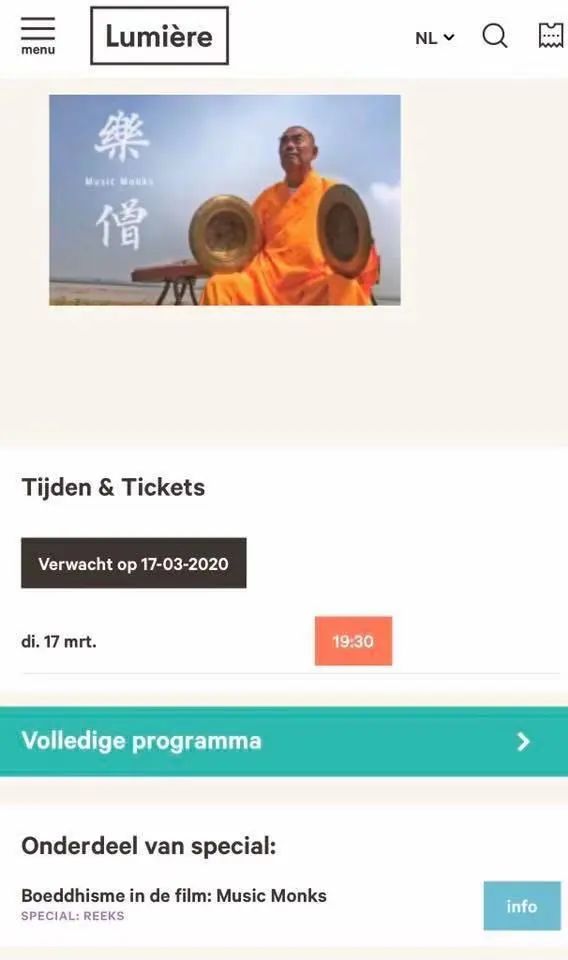 menu
Lumière
NL
樂
Music Monks
僧
Tijden & Tickets
Verwacht op 17-03-2020
di. 17 mrt.
19:30
Volledige programma
Onderdeel van special:
Boeddhisme in de film: Music Monks
SPECIAL: REEKS
info